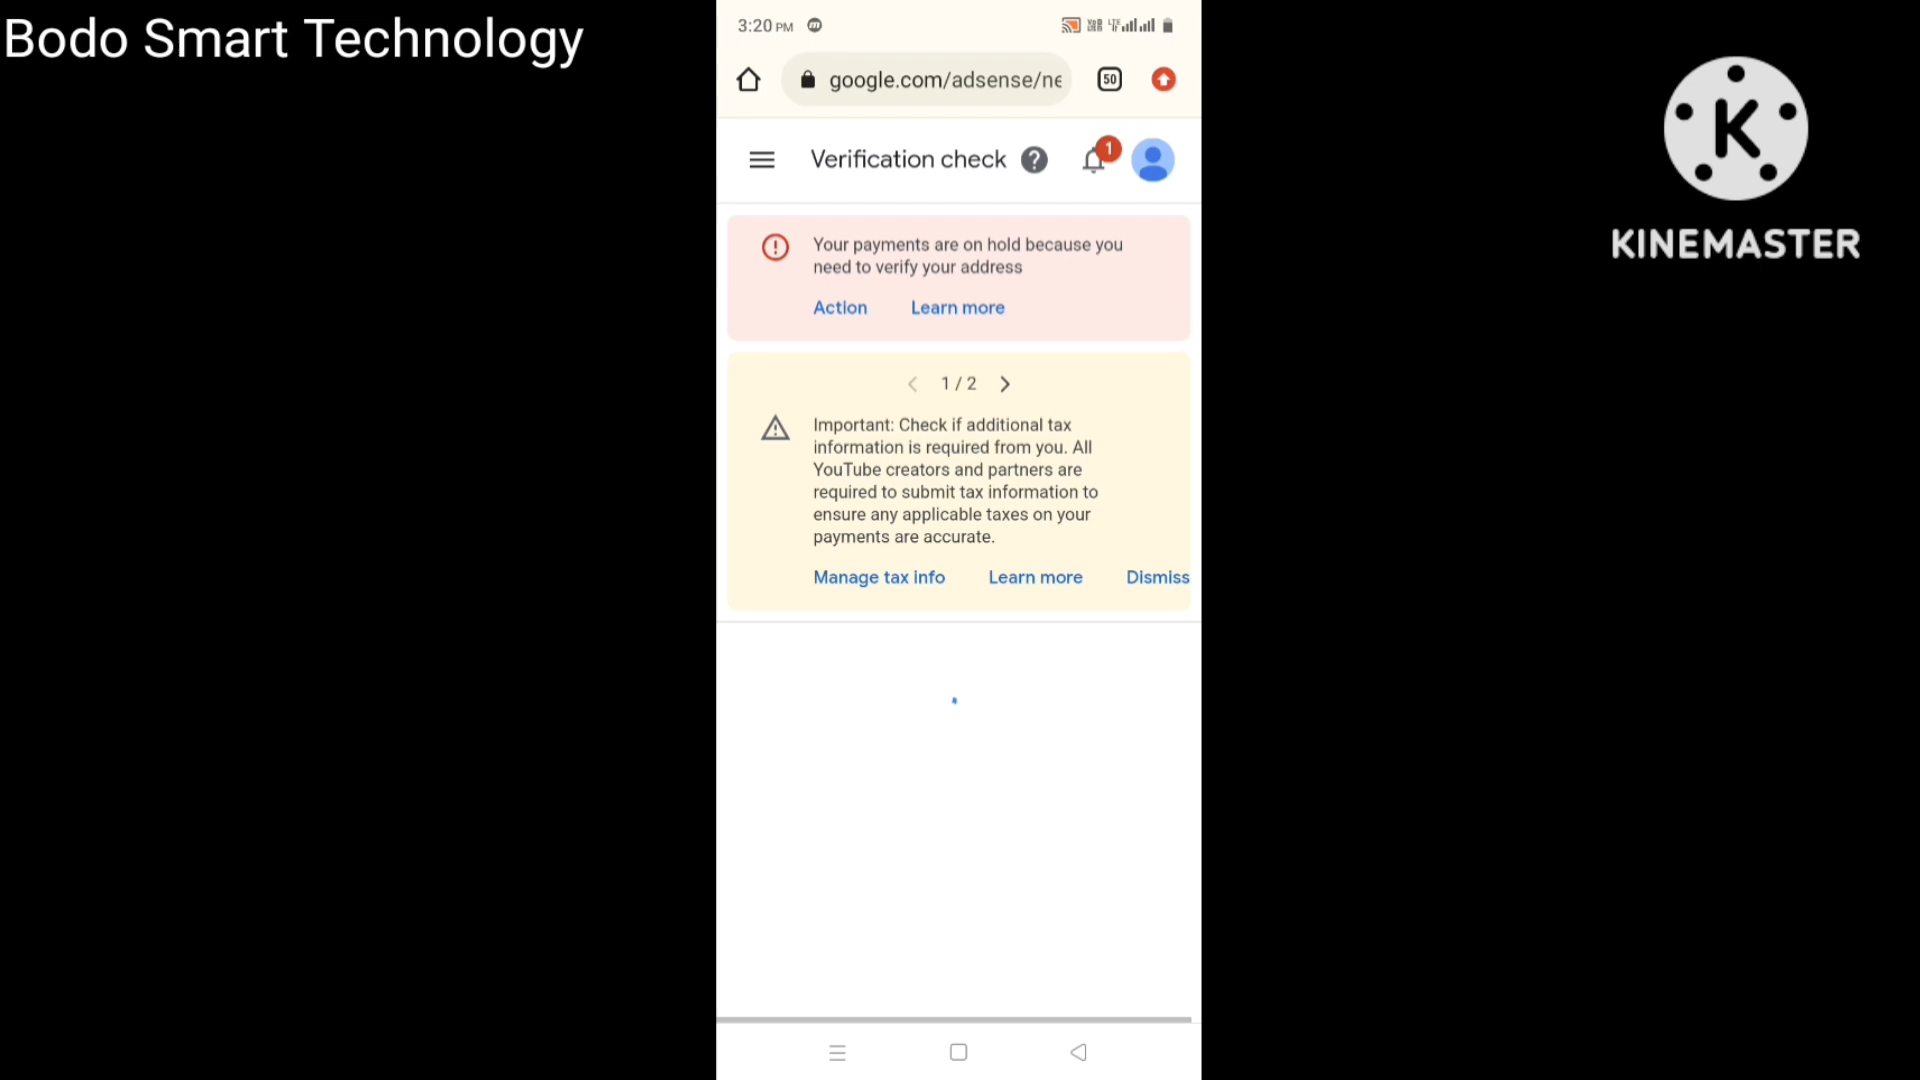 Bodo Smart Technology
3:20 PM
google.com/adsense/ne
50
Verification check
1
Your payments are on hold because you
need to verify your address
Action Learn more
1 / 2
Important: Check if additional tax
information is required from you. All
YouTube creators and partners are
required to submit tax information to
ensure any applicable taxes on your
payments are accurate.
Manage tax info Learn more Dismiss
K
KINEMASTER